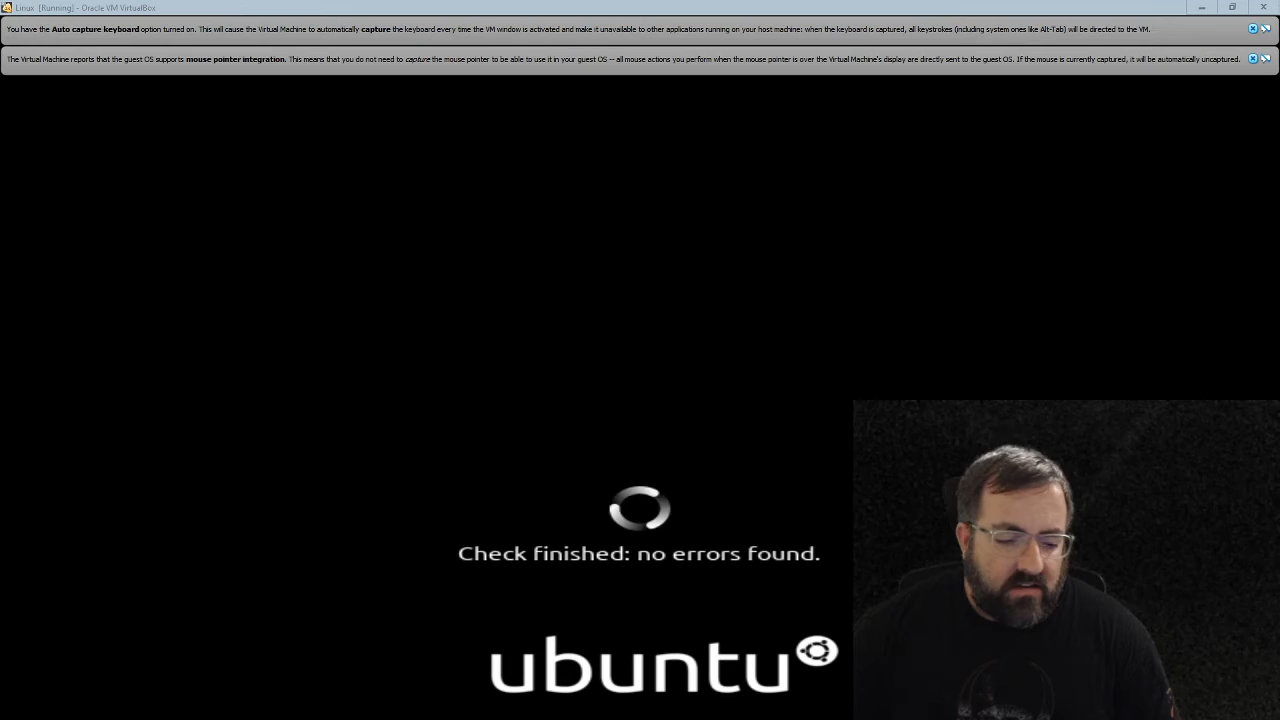 Linux [Running] - Oracle VM VirtualBox
You have the Auto capture keyboard option turned on. This will cause the Virtual Machine to automatically capture the keyboard every time the VM window is activated and make it unavailable to other applications running on your host machine: when the keyboard is captured, all keystrokes (including system ones like Alt-Tab) will be directed to the VM.
The Virtual Machine reports that the guest OS supports mouse pointer integration. This means that you do not need to capture the mouse pointer to be able to use it in your guest OS -- all mouse actions you perform when the mouse pointer is over the Virtual Machine's display are directly sent to the guest OS. If the mouse is currently captured, it will be automatically uncaptured.
Check finished: no errors found.
ubuntu